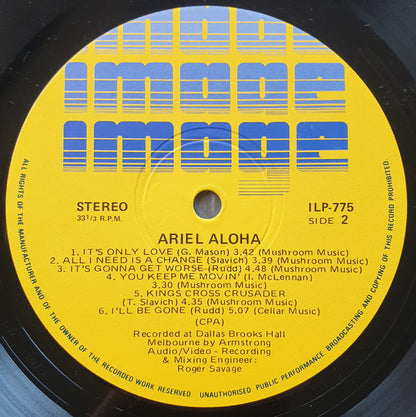 image
image
image
image
STEREO
33 1/3 R.P.M.
ILP-775
SIDE 2
ARIEL ALOHA
1. IT'S ONLY LOVE (G. Mason) 3.42 (Mushroom Music)
2. ALL I NEED IS A CHANGE (Slavich) 3.39 (Mushroom Music)
3. IT'S GONNA GET WORSE (Rudd) 4.48 (Mushroom Music)
4. YOU KEEP ME MOVIN' (I. McLennan)
3.30 (Mushroom Music)
5. KINGS CROSS CRUSADER
(T. Slavich) 4.35 (Mushroom Music)
6. I'LL BE GONE (Rudd) 5.07 (Cellar Music)
(CPA)
Recorded at Dallas Brooks Hall
Melbourne by Armstrong
Audio/Video - Recording
& Mixing Engineer:
Roger Savage
ALL RIGHTS OF THE MANUFACTURER AND OF THE OWNER OF THE RECORDED WORK RESERVED. UNAUTHORISED PUBLIC PERFORMANCE BROADCASTING AND COPYING OF THIS RECORD PROHIBITED.